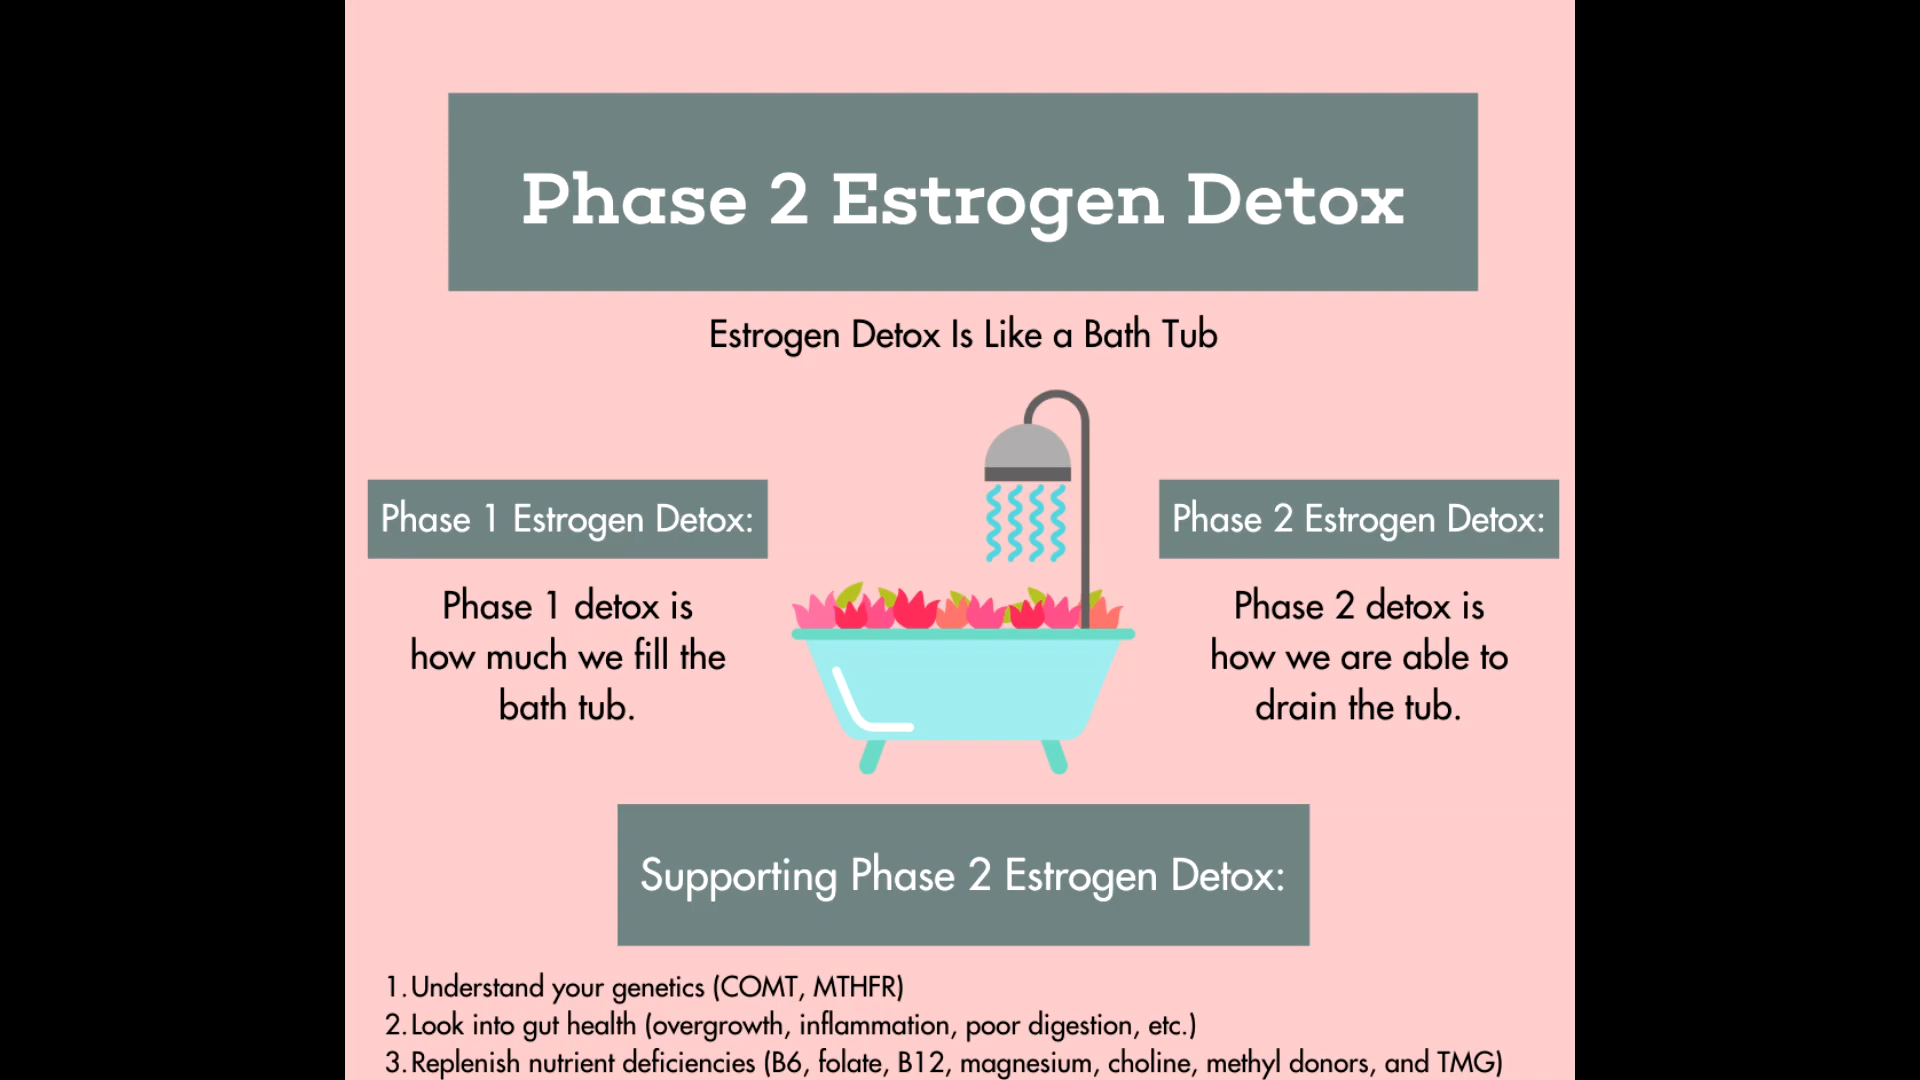 Phase 2 Estrogen Detox
Estrogen Detox Is Like a Bath Tub
Phase 1 Estrogen Detox:
Phase 1 detox is
how much we fill the
bath tub.
Phase 2 Estrogen Detox:
Phase 2 detox is
how we are able to
drain the tub.
Supporting Phase 2 Estrogen Detox:
1. Understand your genetics (COMT, MTHFR)
2. Look into gut health (overgrowth, inflammation, poor digestion, etc.)
3. Replenish nutrient deficiencies (B6, folate, B12, magnesium, choline, methyl donors, and TMG)